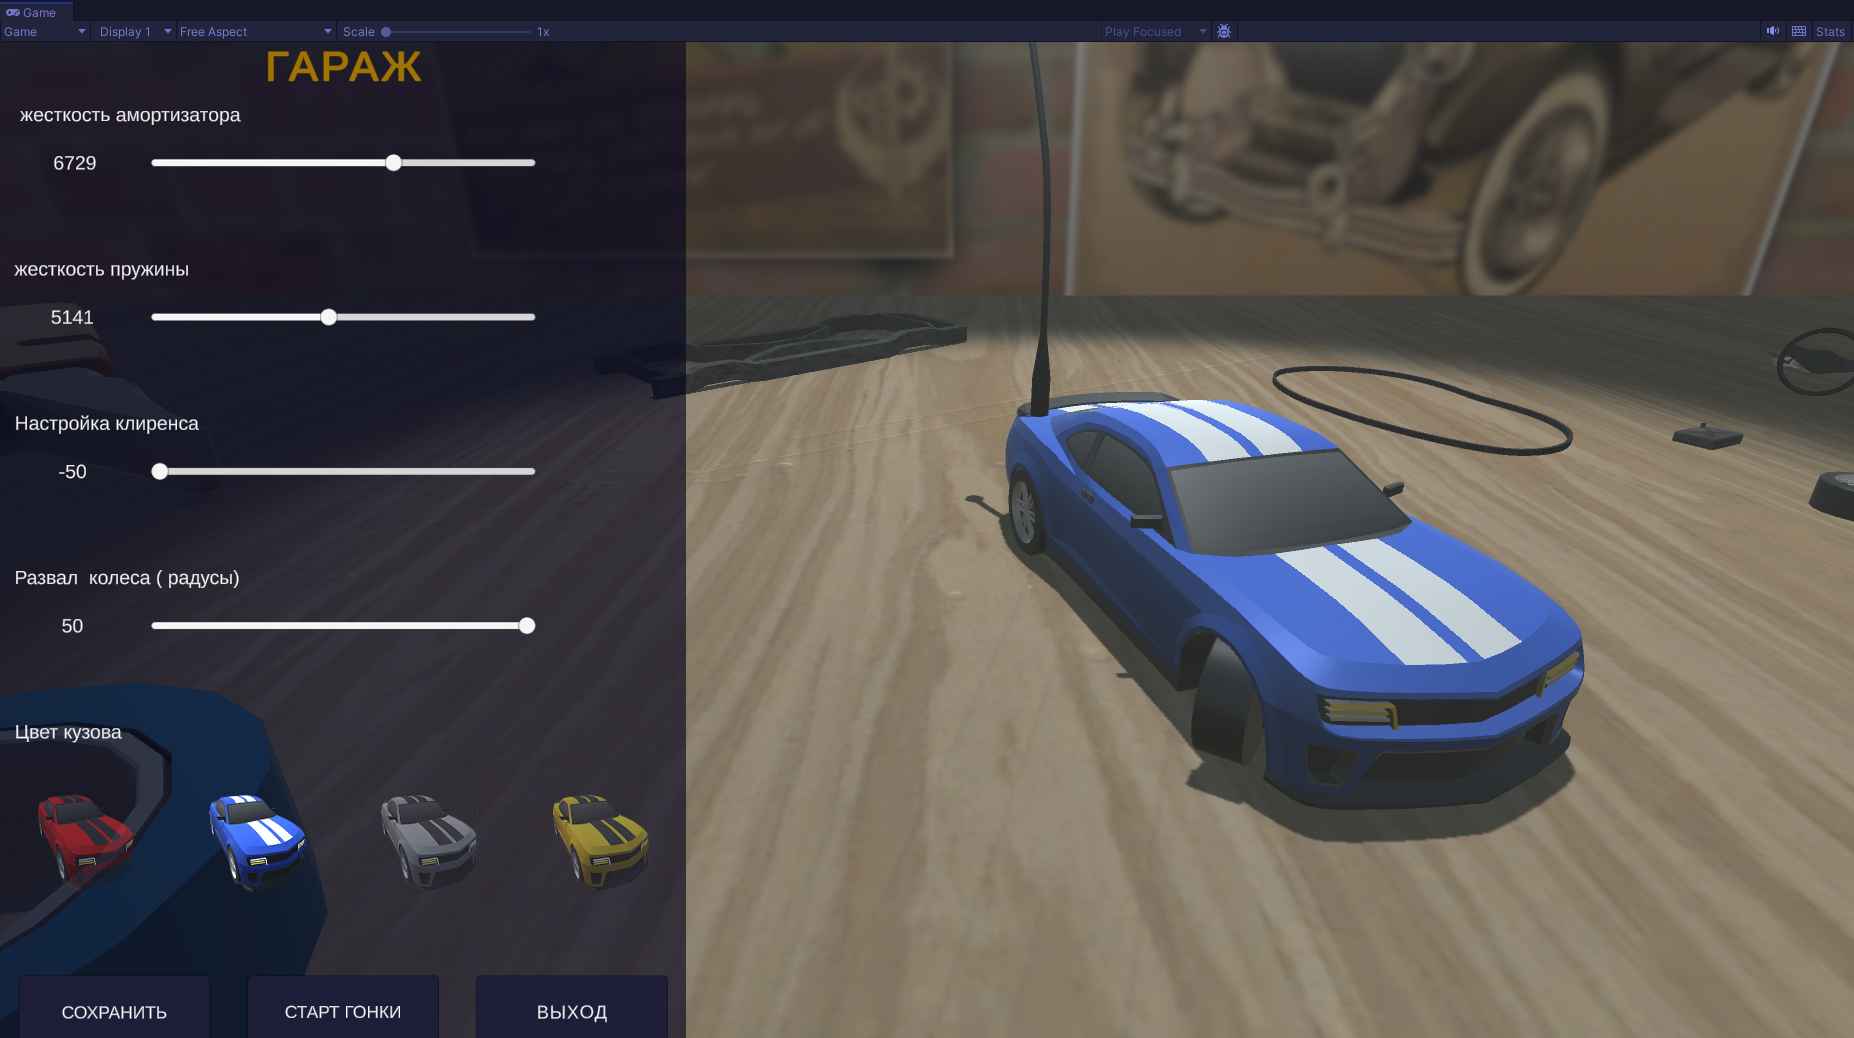 Game
Game
Display 1
Free Aspect
Scale
1x
Play Focused
Stats
ГАРАЖ
жесткость амортизатора
6729
жесткость пружины
5141
Настройка клиренса
-50
Развал колеса ( радусы)
50
Цвет кузова
СОХРАНИТЬ
СТАРТ ГОНКИ
ВЫХОД